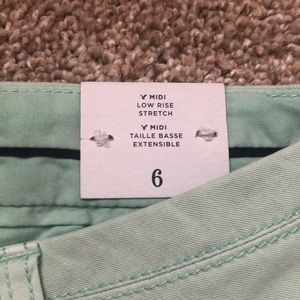 MIDI
LOW RISE
STRETCH
MIDI
TAILLE BASSE
EXTENSIBLE
6